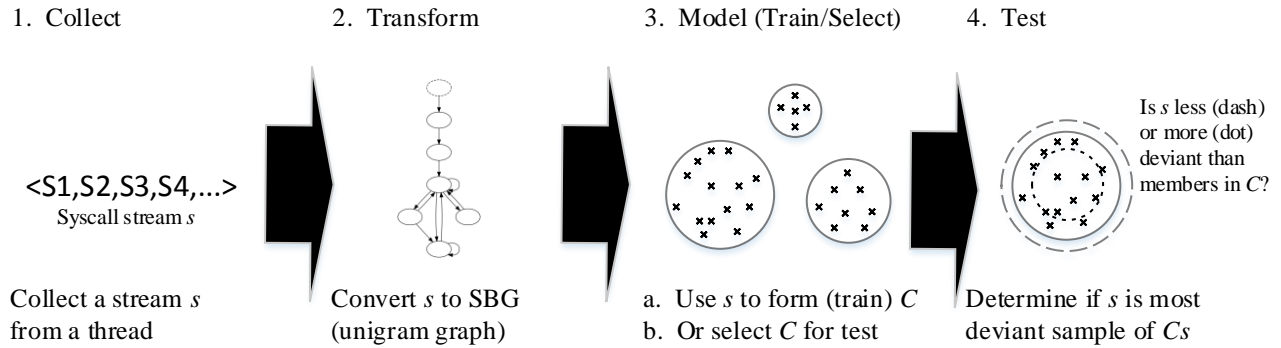 1. Collect
2. Transform
3. Model (Train/Select)
4. Test
<S1,S2,S3,S4,...>
Syscall stream s
Is s less (dash)
or more (dot)
deviant than
members in C?
Collect a stream s
from a thread
Convert s to SBG
(unigram graph)
a. Use s to form (train) C
b. Or select C for test
Determine if s is most
deviant sample of Cs